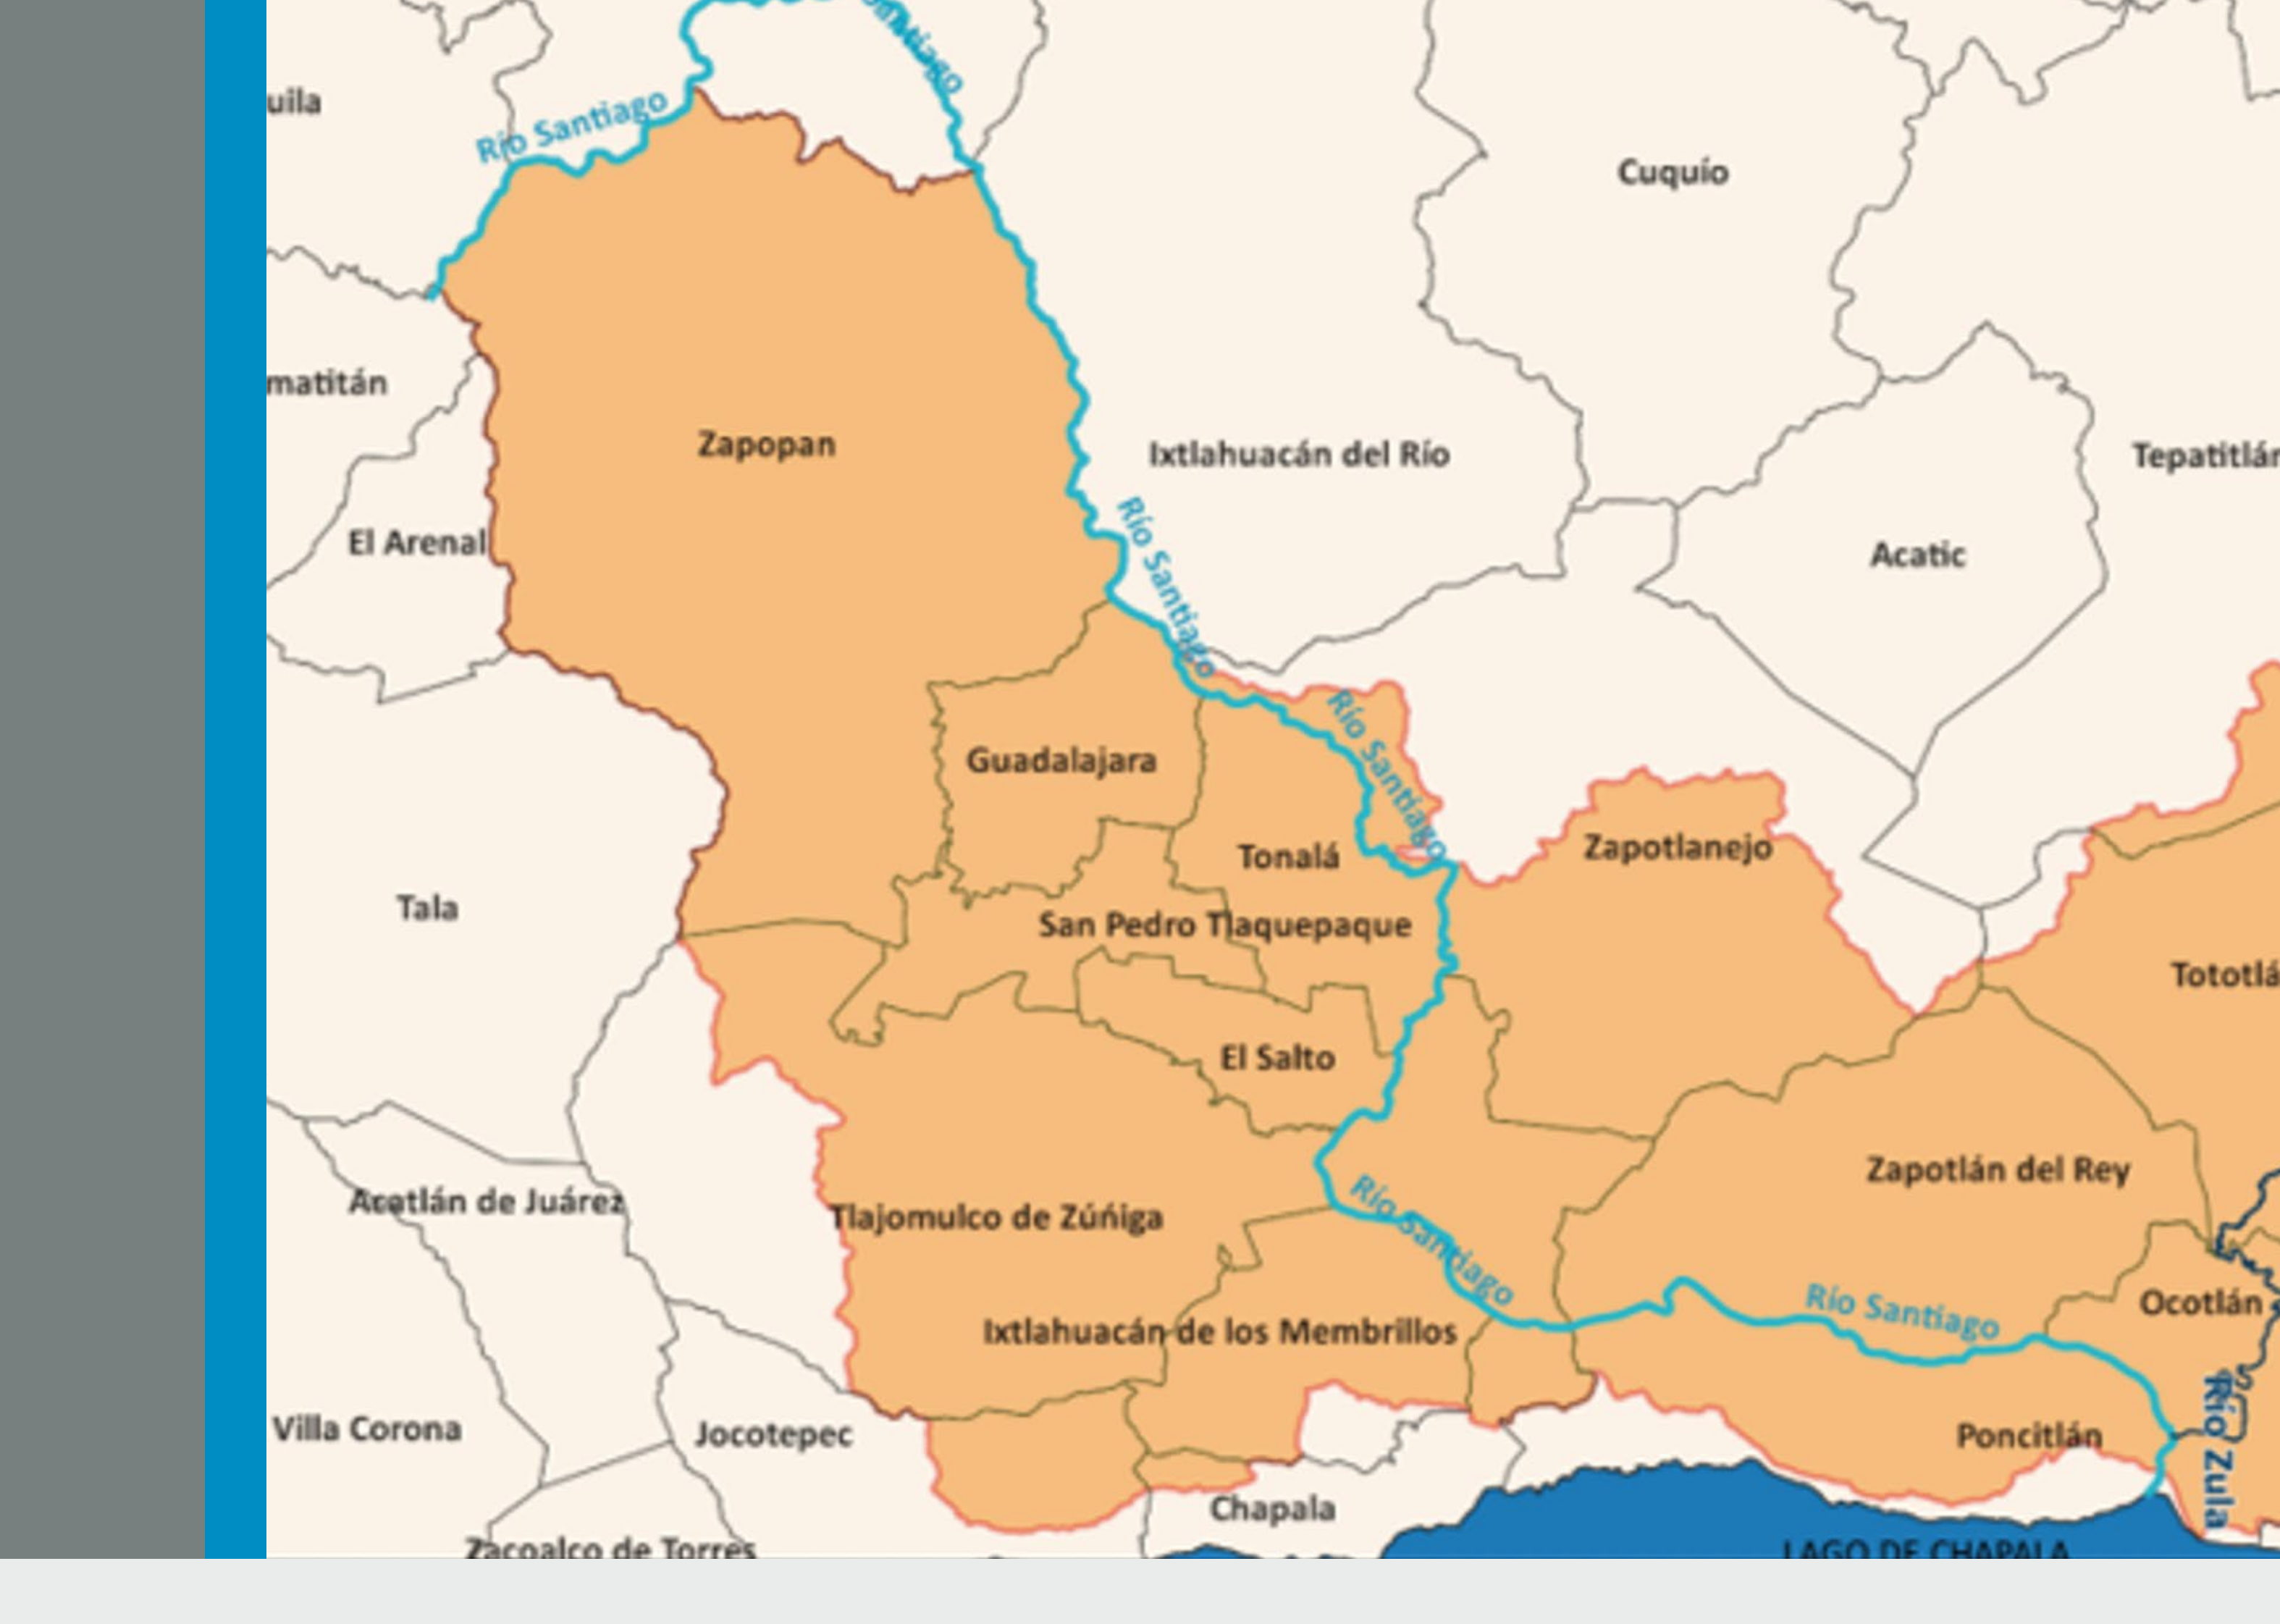 Santiago
uila
Río Santiago
Cuquío
matitán
Zapopan
Ixtlahuacán del Río
Tepatitlán
El Arenal
Río Santiago
Acatic
Río Santiago
Guadalajara
Tonalá
Zapotlanejo
Tala
San Pedro Tlaquepaque
Tototlá
El Salto
Zapotlán del Rey
Acatlán de Juárez
Tlajomulco de Zúńiga
Río Santiago
Río Santiago
Ocotlán
Ixtlahuacán de los Membrillos
Villa Corona
Jocotepec
Poncitlán
Río Zula
Chapala
Zacoalco de Torres
LAGO DE CHAPALA